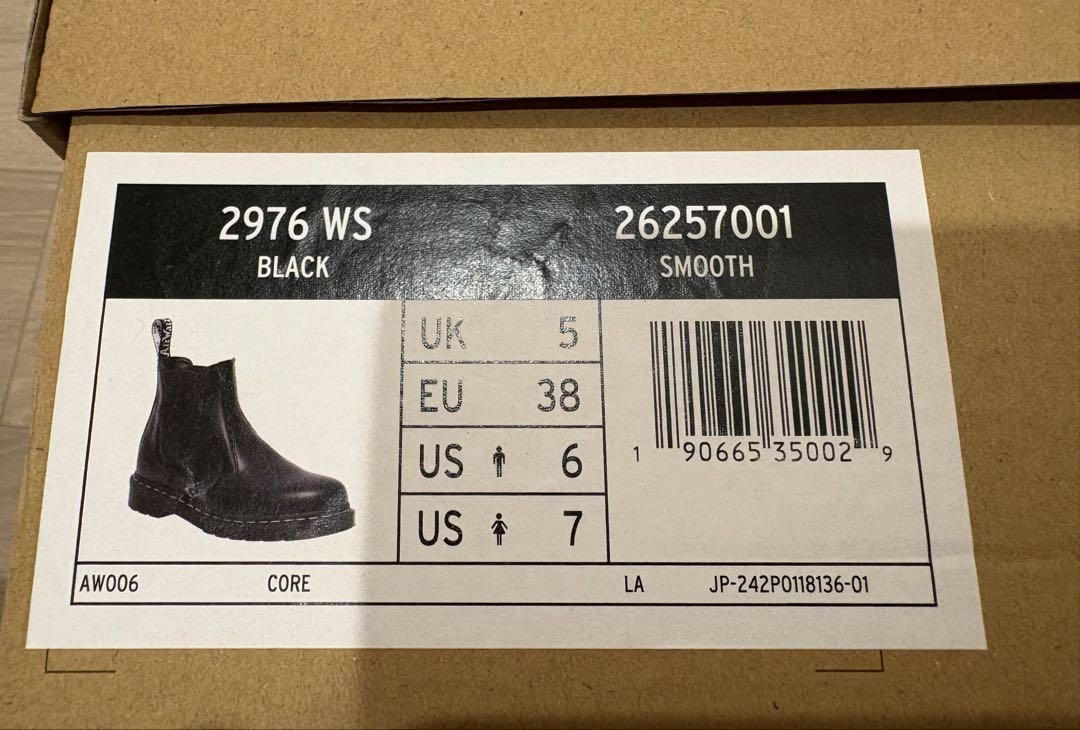 2976 WS
BLACK
26257001
SMOOTH
UK 5
EU 38
US 6
US 7
1 90665 35002 9
AW006 CORE LA JP-242P0118136-01